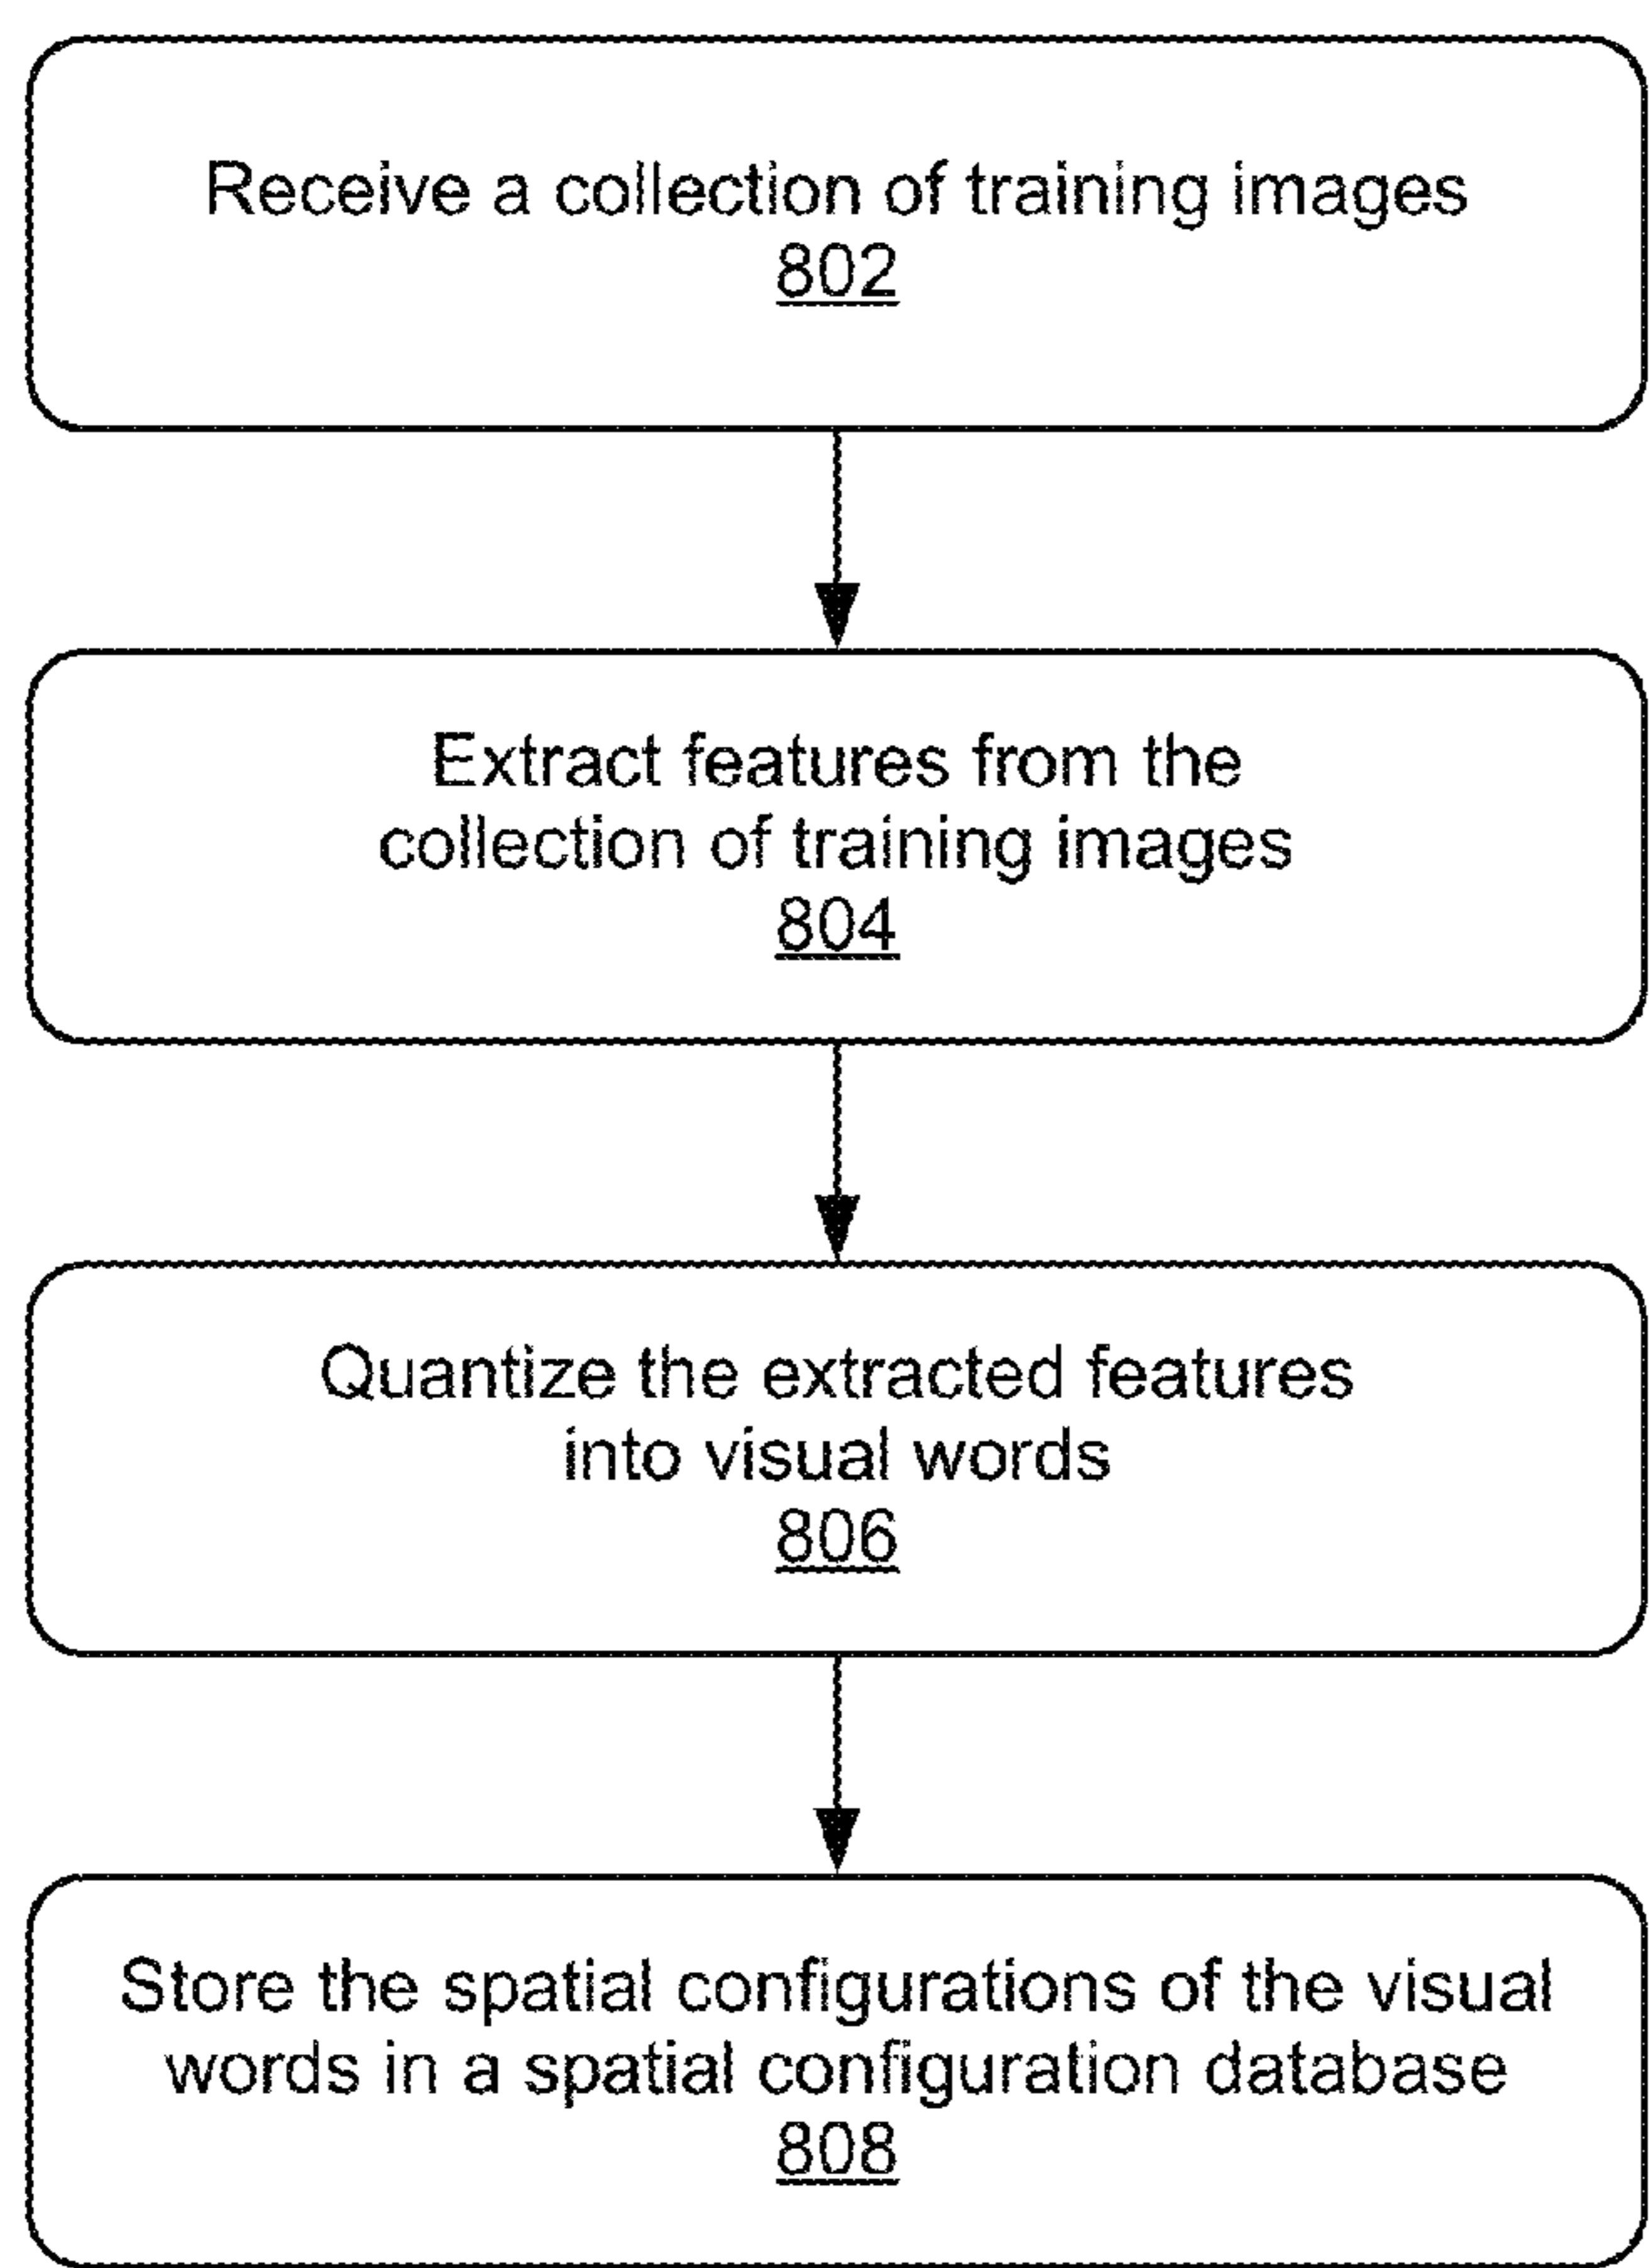 Receive a collection of training images
802
Extract features from the
collection of training images
804
Quantize the extracted features
into visual words
806
Store the spatial configurations of the visual
words in a spatial configuration database
808